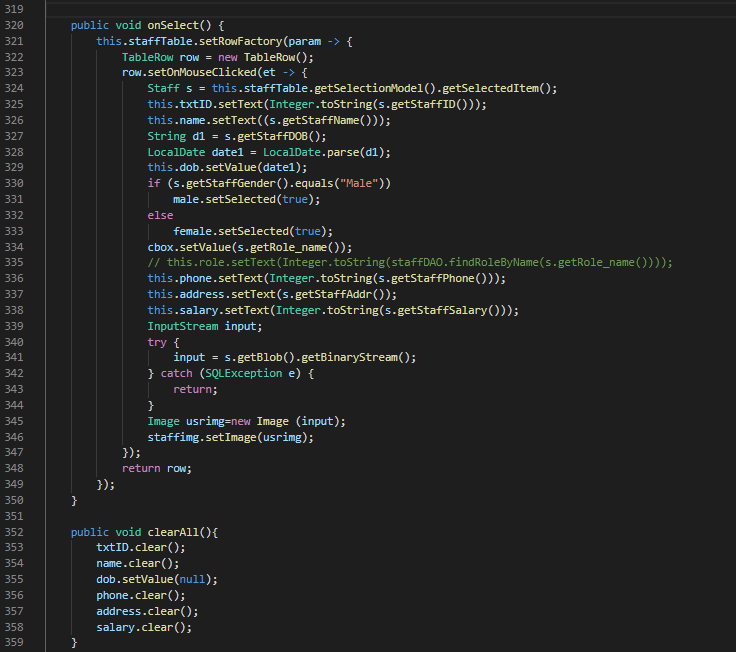 319
320 public void onSelect() {
321 this.staffTable.setRowFactory(param -> {
322 TableRow row = new TableRow();
323 row.setOnMouseClicked(et -> {
324 Staff s = this.staffTable.getSelectionModel().getSelectedItem();
325 this.txtID.setText(Integer.toString(s.getStaffID()));
326 this.name.setText((s.getStaffName()));
327 String d1 = s.getStaffDOB();
328 LocalDate date1 = LocalDate.parse(d1);
329 this.dob.setValue(date1);
330 if (s.getStaffGender().equals("Male"))
331 male.setSelected(true);
332 else
333 female.setSelected(true);
334 cbox.setValue(s.getRole_name());
335 // this.role.setText(Integer.toString(staffDAO.findRoleByName(s.getRole_name())));
336 this.phone.setText(Integer.toString(s.getStaffPhone()));
337 this.address.setText(s.getStaffAddr());
338 this.salary.setText(Integer.toString(s.getStaffSalary()));
339 InputStream input;
340 try {
341 input = s.getBlob().getBinaryStream();
342 } catch (SQLException e) {
343 return;
344 }
345 Image usrimg=new Image (input);
346 staffimg.setImage(usrimg);
347 });
348 return row;
349 });
350 }
351
352 public void clearAll(){
353 txtID.clear();
354 name.clear();
355 dob.setValue(null);
356 phone.clear();
357 address.clear();
358 salary.clear();
359 }